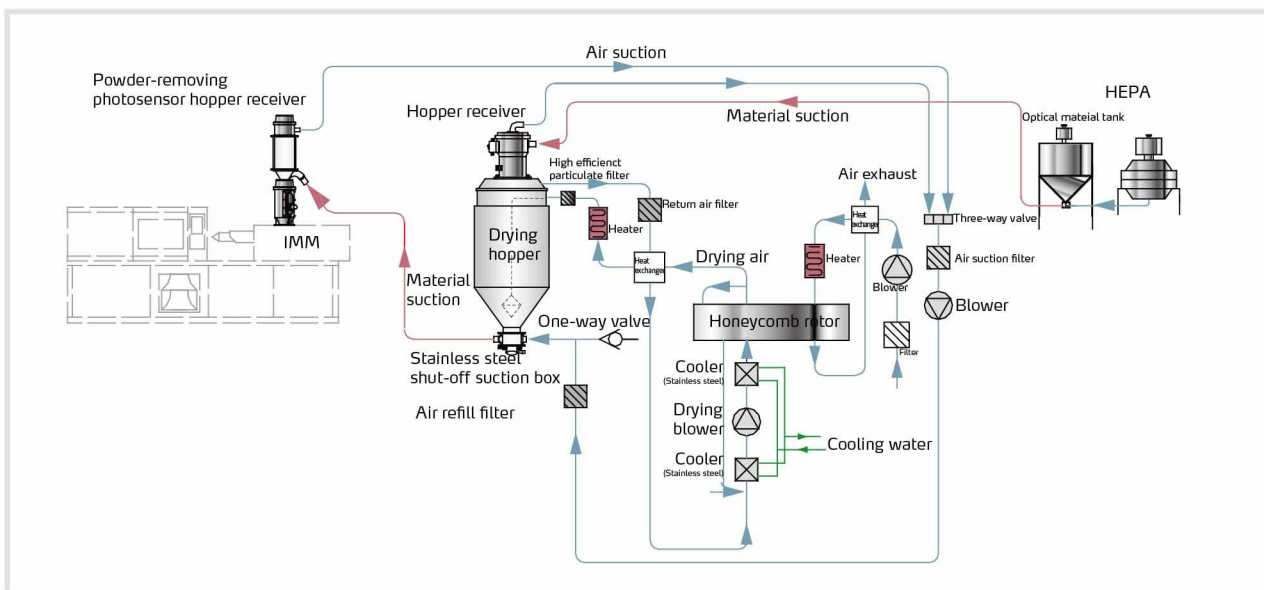 Air suction
Powder-removing
photosensor hopper receiver
HEPA
Hopper receiver
Material suction
Optical mateial tank
High efficienct
particulate filter
Air exhaust
Return air filter
Heat
exchanger
Three-way valve
Drying
hopper
Heater
IMM
Heat
exchanger
Drying air
Heater
Air suction filter
Blower
Material
suction
Blower
One-way valve
Honeycomb rotor
Filter
Stainless steel
shut-off suction box
Cooler
(Stainless steel)
Air refill filter
Drying
blower
Cooling water
Cooler
(Stainless steel)